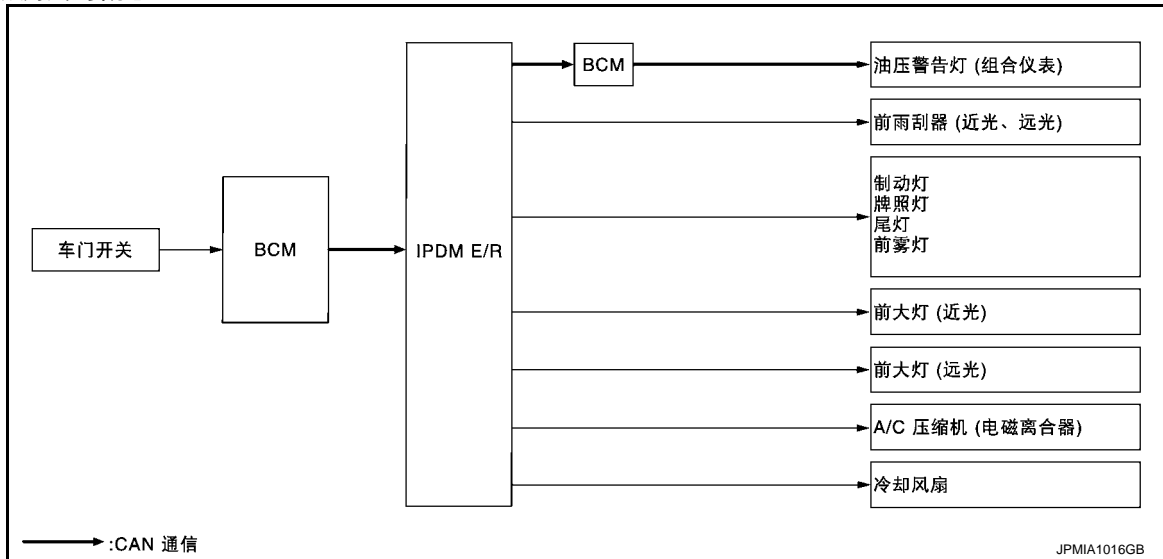 BCM
油压警告灯 (组合仪表)
前雨刮器 (近光、远光)
制动灯
牌照灯
尾灯
前雾灯
车门开关
BCM
IPDM E/R
前大灯 (近光)
前大灯 (远光)
A/C 压缩机 (电磁离合器)
冷却风扇
:CAN 通信
JPMIA1016GB